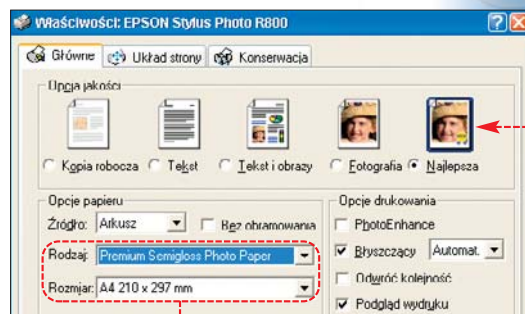 Właściwości: EPSON Stylus Photo R800
Główne Układ strony Konserwacja
Opcja jakości
Kopia robocza Tekst Tekst i obrazy Fotografia Najlepsza
Opcje papieru
Źródło: Arkusz Bez obramowania
Rodzaj: Premium Semigloss Photo Paper
Rozmiar: A4 210 x 297 mm
Opcje drukowania
PhotoEnhance
Błyszczący Automat.
Odwróć kolejność
Podgląd wydruku